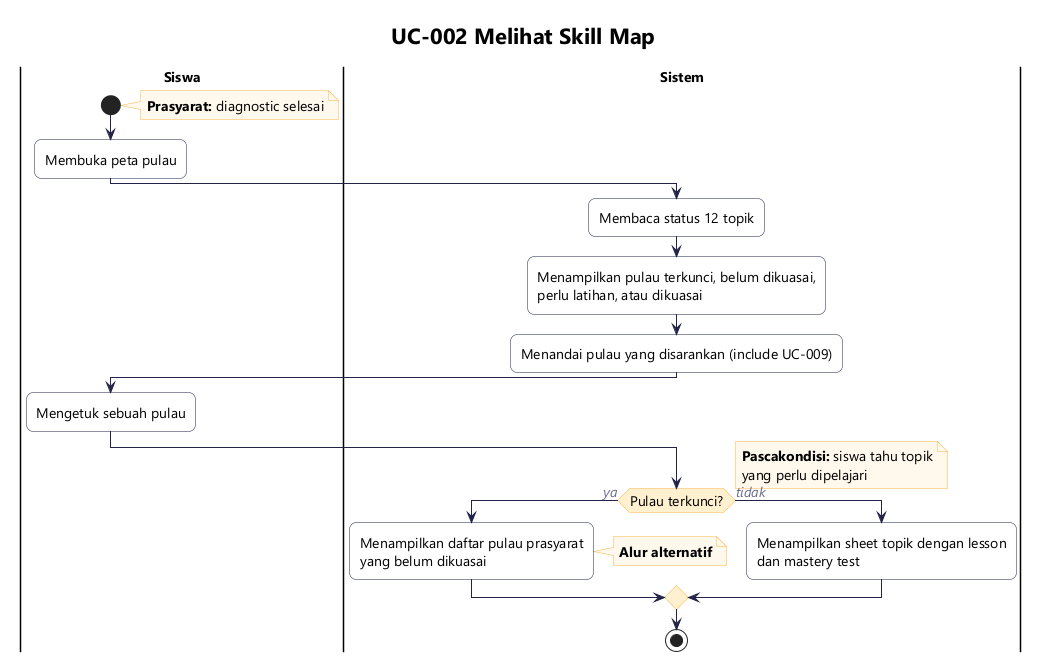 UC-002 Melihat Skill Map
Siswa
Sistem
Prasyarat: diagnostic selesai
Membuka peta pulau
Membaca status 12 topik
Menampilkan pulau terkunci, belum dikuasai,
perlu latihan, atau dikuasai
Menandai pulau yang disarankan (include UC-009)
Mengetuk sebuah pulau
Pascakondisi: siswa tahu topik
yang perlu dipelajari
ya
Pulau terkunci?
tidak
Menampilkan daftar pulau prasyarat
yang belum dikuasai
Alur alternatif
Menampilkan sheet topik dengan lesson
dan mastery test